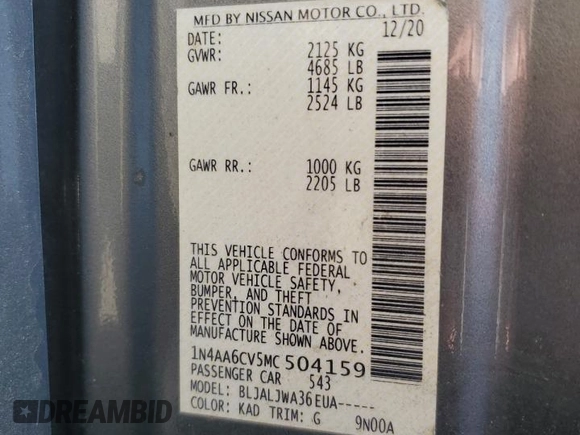 MFD BY NISSAN MOTOR CO., LTD.
DATE: 12/20
GVWR: 2125 KG
4685 LB
GAWR FR.: 1145 KG
2524 LB
GAWR RR.: 1000 KG
2205 LB
THIS VEHICLE CONFORMS TO
ALL APPLICABLE FEDERAL
MOTOR VEHICLE SAFETY,
BUMPER, AND THEFT
PREVENTION STANDARDS IN
EFFECT ON THE DATE OF
MANUFACTURE SHOWN ABOVE.
1N4AA6CV5MC504159
PASSENGER CAR 543
MODEL: BLJALJWA36EUA-----
COLOR: KAD TRIM: G 9N00A
DREAMBID